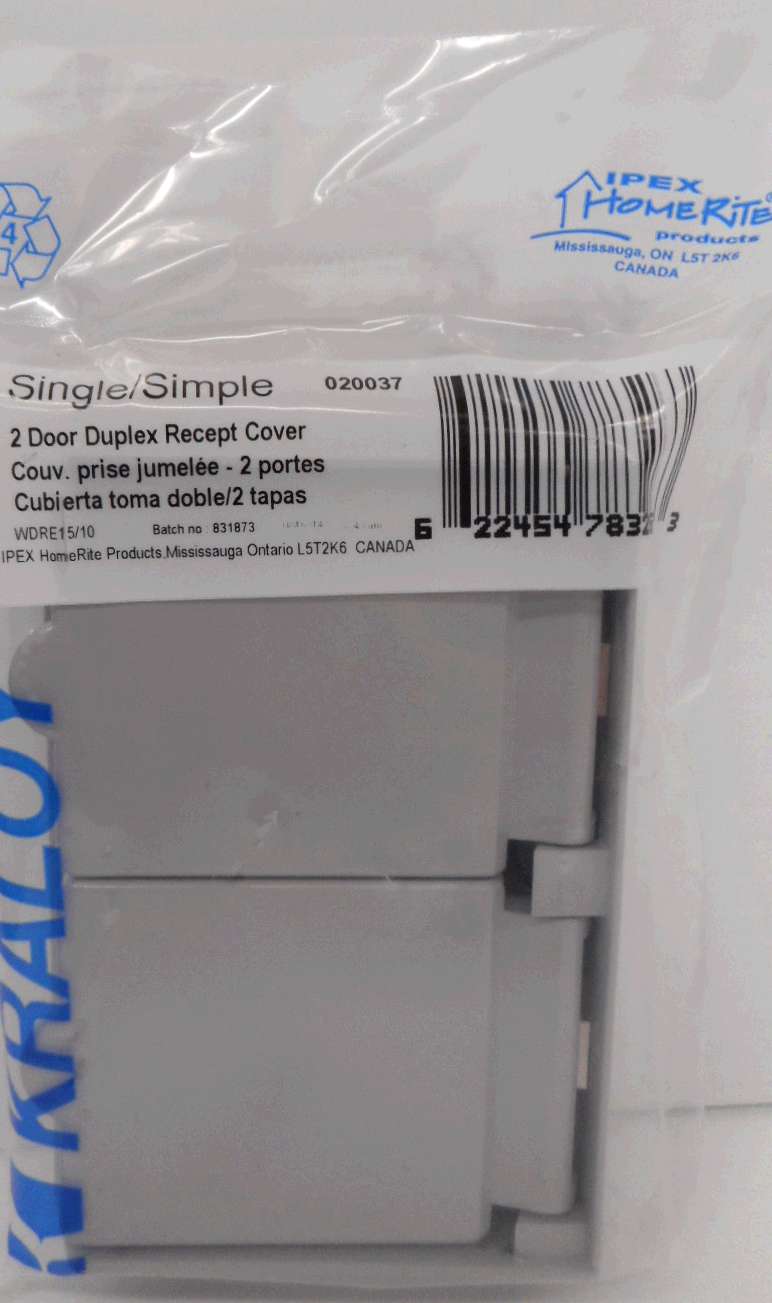 4
IPEX
HOMERITE®
products
Mississauga, ON L5T 2K6
CANADA
Single/Simple 020037
2 Door Duplex Recept Cover
Couv. prise jumelée - 2 portes
Cubierta toma doble/2 tapas
WDRE15/10 Batch no 831873
IPEX HomeRite Products,Mississauga Ontario L5T2K6 CANADA
6 22454 783 3
KRALOY